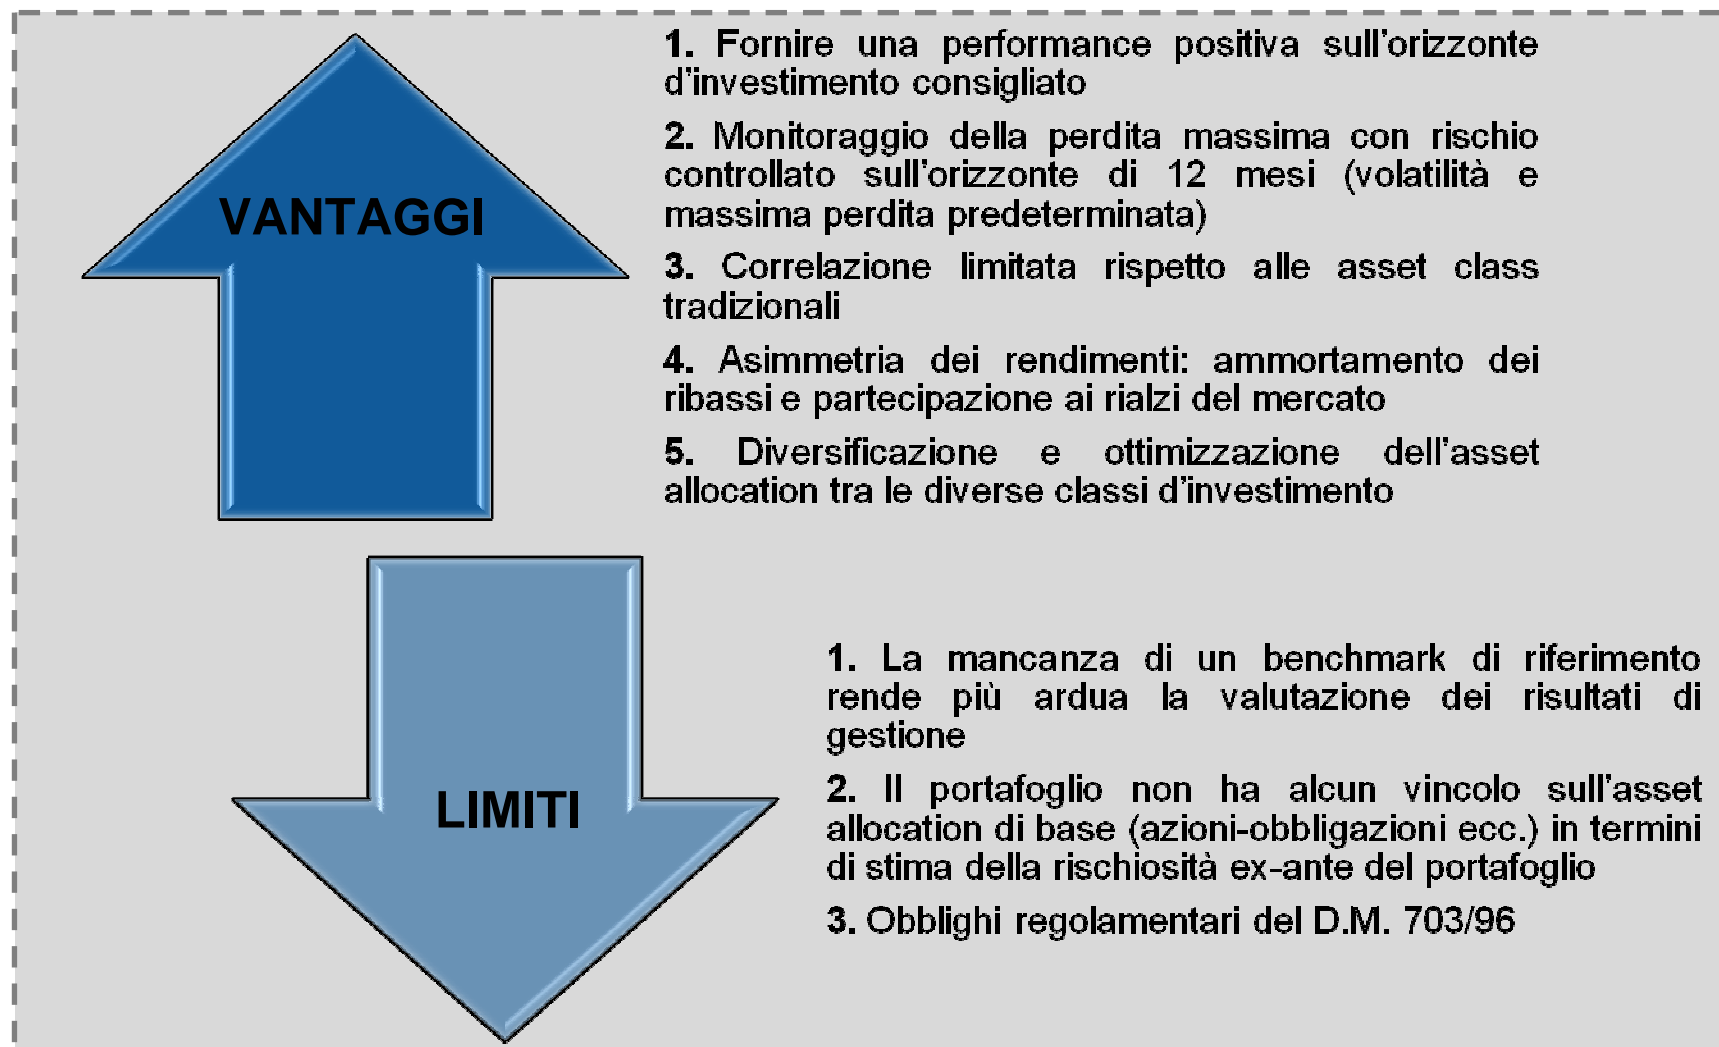 VANTAGGI
1. Fornire una performance positiva sull'orizzonte
d'investimento consigliato
2. Monitoraggio della perdita massima con rischio
controllato sull'orizzonte di 12 mesi (volatilità e
massima perdita predeterminata)
3. Correlazione limitata rispetto alle asset class
tradizionali
4. Asimmetria dei rendimenti: ammortamento dei
ribassi e partecipazione ai rialzi del mercato
5. Diversificazione e ottimizzazione dell'asset
allocation tra le diverse classi d'investimento
LIMITI
1. La mancanza di un benchmark di riferimento
rende più ardua la valutazione dei risultati di
gestione
2. Il portafoglio non ha alcun vincolo sull'asset
allocation di base (azioni-obbligazioni ecc.) in termini
di stima della rischiosità ex-ante del portafoglio
3. Obblighi regolamentari del D.M. 703/96